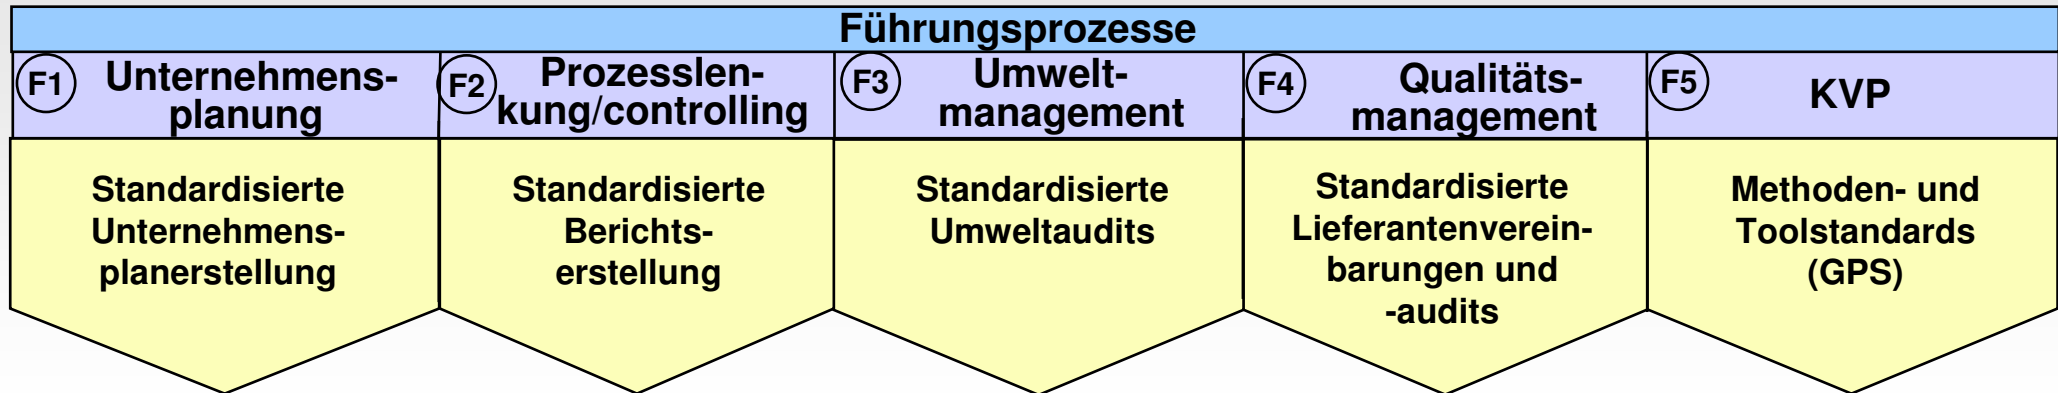 Führungsprozesse
F1
Unternehmens-
planung
F2
Prozesslen-
kung/controlling
F3
Umwelt-
management
F4
Qualitäts-
management
F5
KVP
Standardisierte
Unternehmens-
planerstellung
Standardisierte
Berichts-
erstellung
Standardisierte
Umweltaudits
Standardisierte
Lieferantenverein-
barungen und
-audits
Methoden- und
Toolstandards
(GPS)